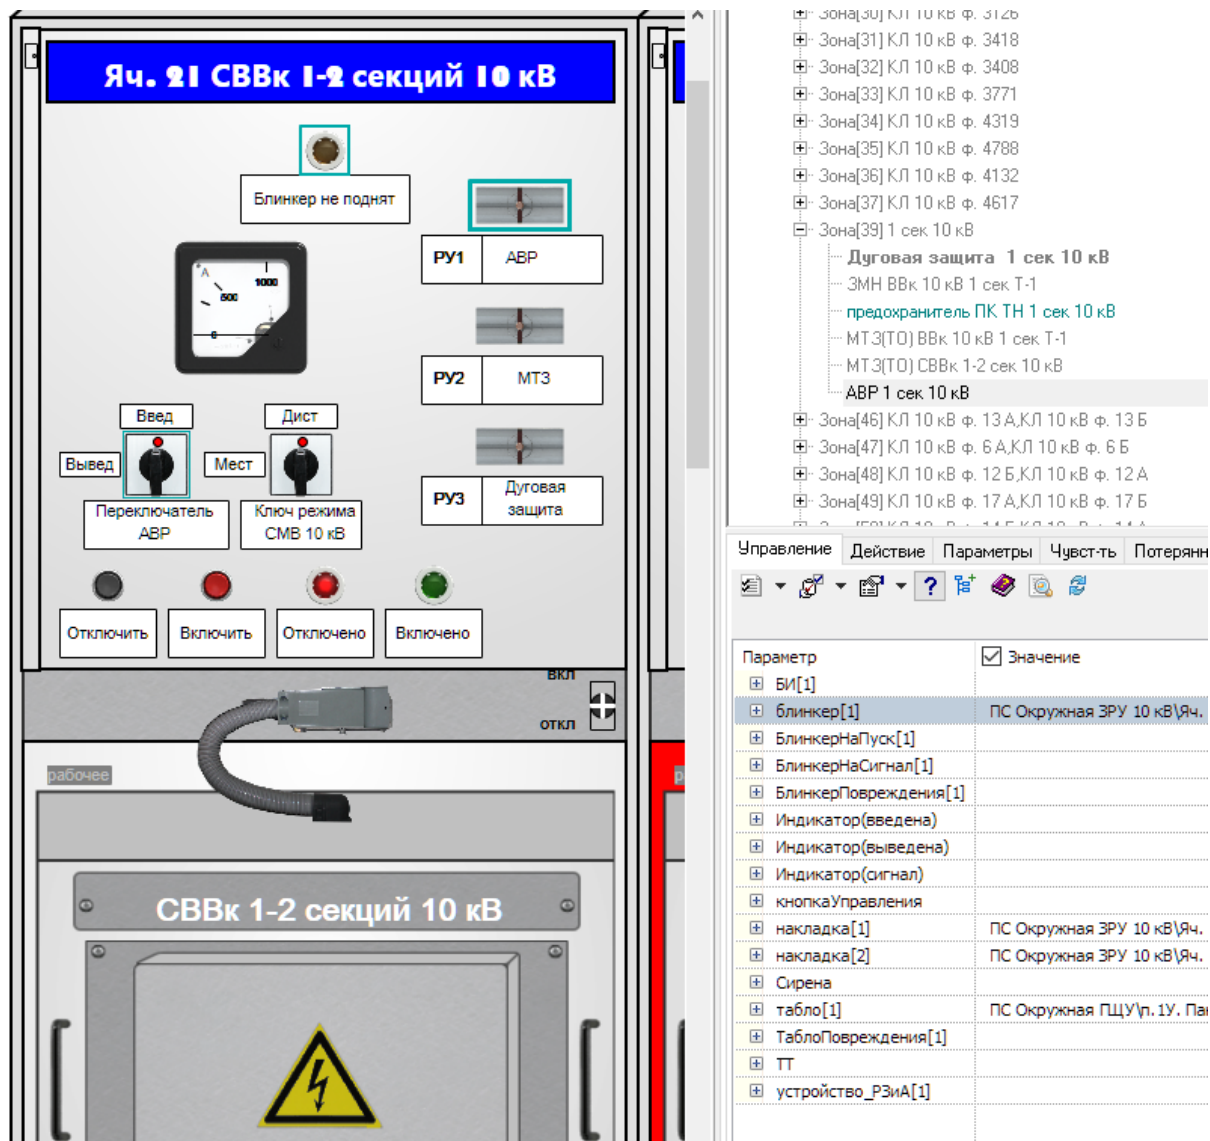 Яч. 21 СВВк 1-2 секций 10 кВ
Блинкер не поднят
A
500
1000
0
РУ1
АВР
РУ2
МТЗ
РУ3
Дуговая
защита
Введ
Вывед
Переключатель
АВР
Дист
Мест
Ключ режима
СМВ 10 кВ
Отключить
Включить
Отключено
Включено
вкл
откл
рабочее
СВВк 1-2 секций 10 кВ
Зона[30] КЛ 10 кВ ф. 3126
Зона[31] КЛ 10 кВ ф. 3418
Зона[32] КЛ 10 кВ ф. 3408
Зона[33] КЛ 10 кВ ф. 3771
Зона[34] КЛ 10 кВ ф. 4319
Зона[35] КЛ 10 кВ ф. 4788
Зона[36] КЛ 10 кВ ф. 4132
Зона[37] КЛ 10 кВ ф. 4617
Зона[39] 1 сек 10 кВ
Дуговая защита 1 сек 10 кВ
ЗМН ВВк 10 кВ 1 сек Т-1
предохранитель ПК ТН 1 сек 10 кВ
МТЗ(ТО) ВВк 10 кВ 1 сек Т-1
МТЗ(ТО) СВВк 1-2 сек 10 кВ
АВР 1 сек 10 кВ
Зона[46] КЛ 10 кВ ф. 13 А,КЛ 10 кВ ф. 13 Б
Зона[47] КЛ 10 кВ ф. 6 А,КЛ 10 кВ ф. 6 Б
Зона[48] КЛ 10 кВ ф. 12 Б,КЛ 10 кВ ф. 12 А
Зона[49] КЛ 10 кВ ф. 17 А,КЛ 10 кВ ф. 17 Б
Управление Действие Параметры Чувст-ть Потерянн
Параметр Значение
БИ[1]
блинкер[1] ПС Окружная ЗРУ 10 кВ\Яч.
БлинкерНаПуск[1]
БлинкерНаСигнал[1]
БлинкерПовреждения[1]
Индикатор(введена)
Индикатор(выведена)
Индикатор(сигнал)
кнопкаУправления
накладка[1] ПС Окружная ЗРУ 10 кВ\Яч.
накладка[2] ПС Окружная ЗРУ 10 кВ\Яч.
Сирена
табло[1] ПС Окружная ПЩУ\п.1У. Пан
ТаблоПовреждения[1]
ТТ
устройство_РЗиА[1]